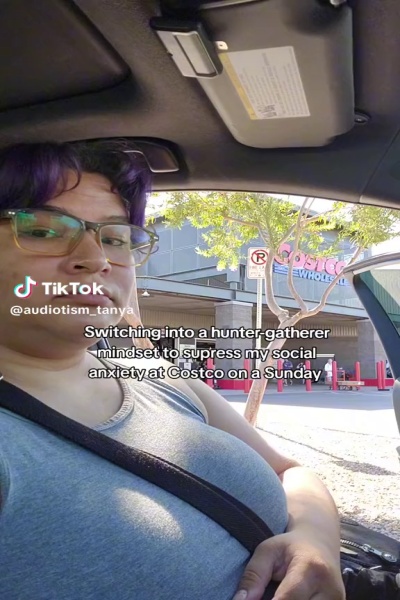 P
Costco
WHOLESALE
TikTok
@audiotism_tanya
Switching into a hunter-gatherer
mindset to supress my social
anxiety at Costco on a Sunday